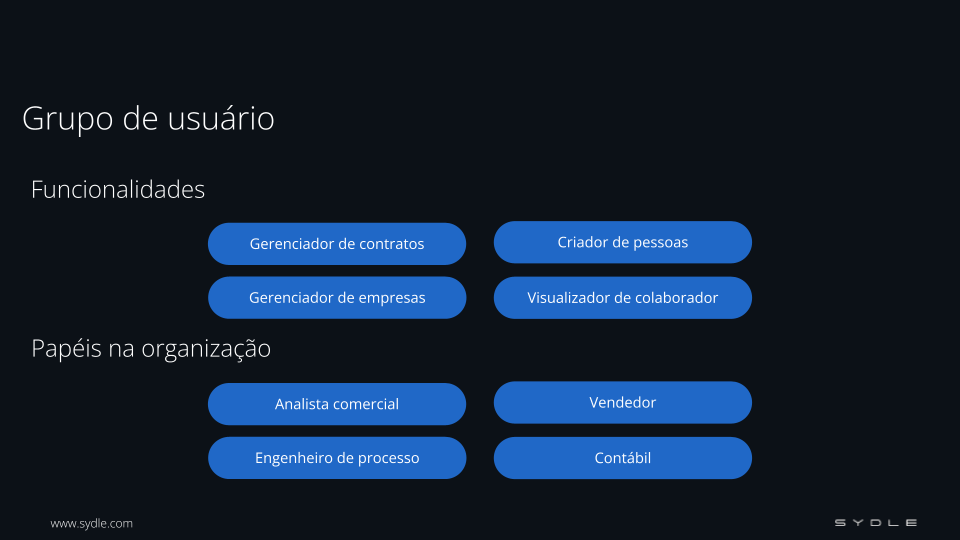 Grupo de usuário
Funcionalidades
Gerenciador de contratos
Criador de pessoas
Gerenciador de empresas
Visualizador de colaborador
Papéis na organização
Analista comercial
Vendedor
Engenheiro de processo
Contábil
www.sydle.com
SYDLE